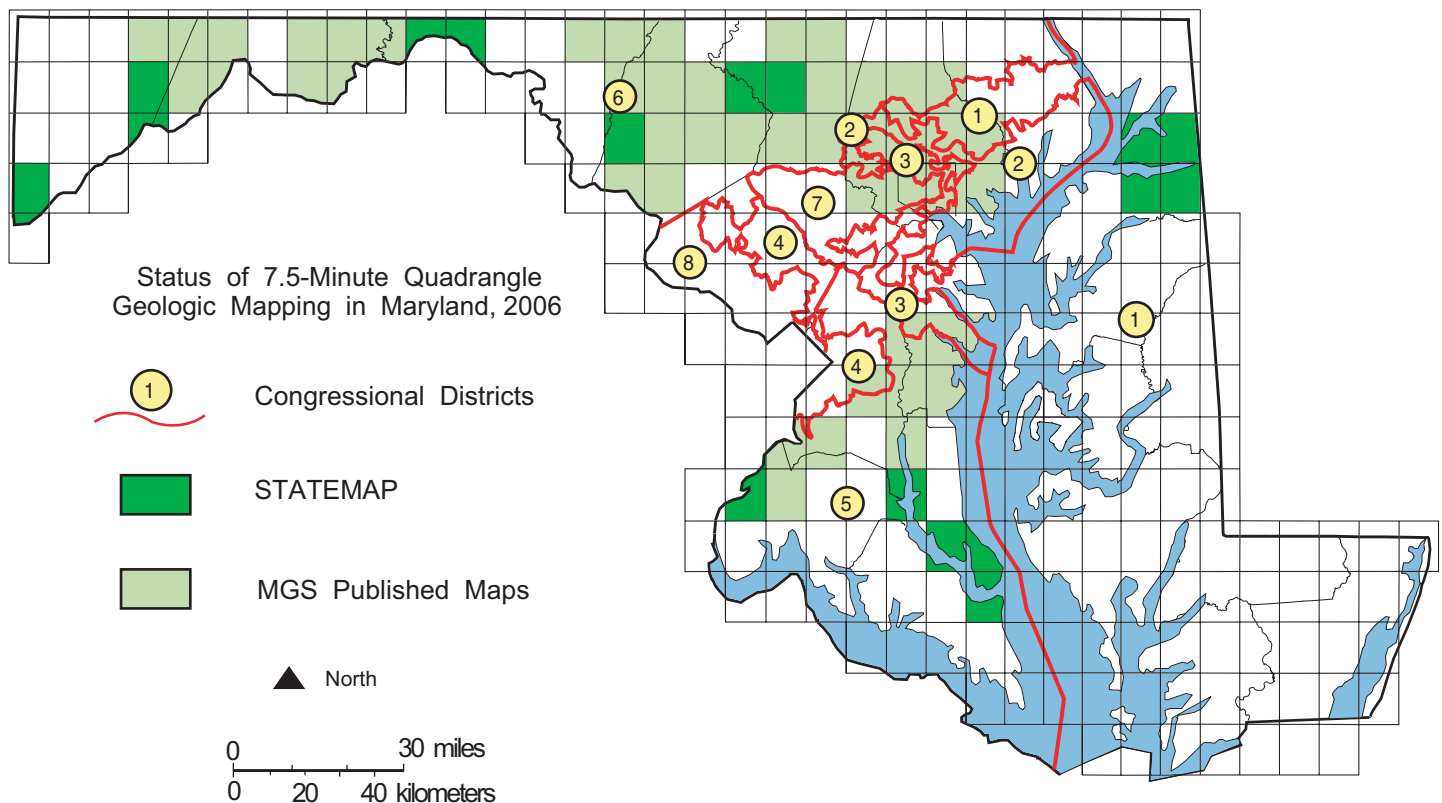 6
1
2
3
2
7
4
8
3
1
4
5
Status of 7.5-Minute Quadrangle
Geologic Mapping in Maryland, 2006
1
Congressional Districts
STATEMAP
MGS Published Maps
North
0 30 miles
0 20 40 kilometers